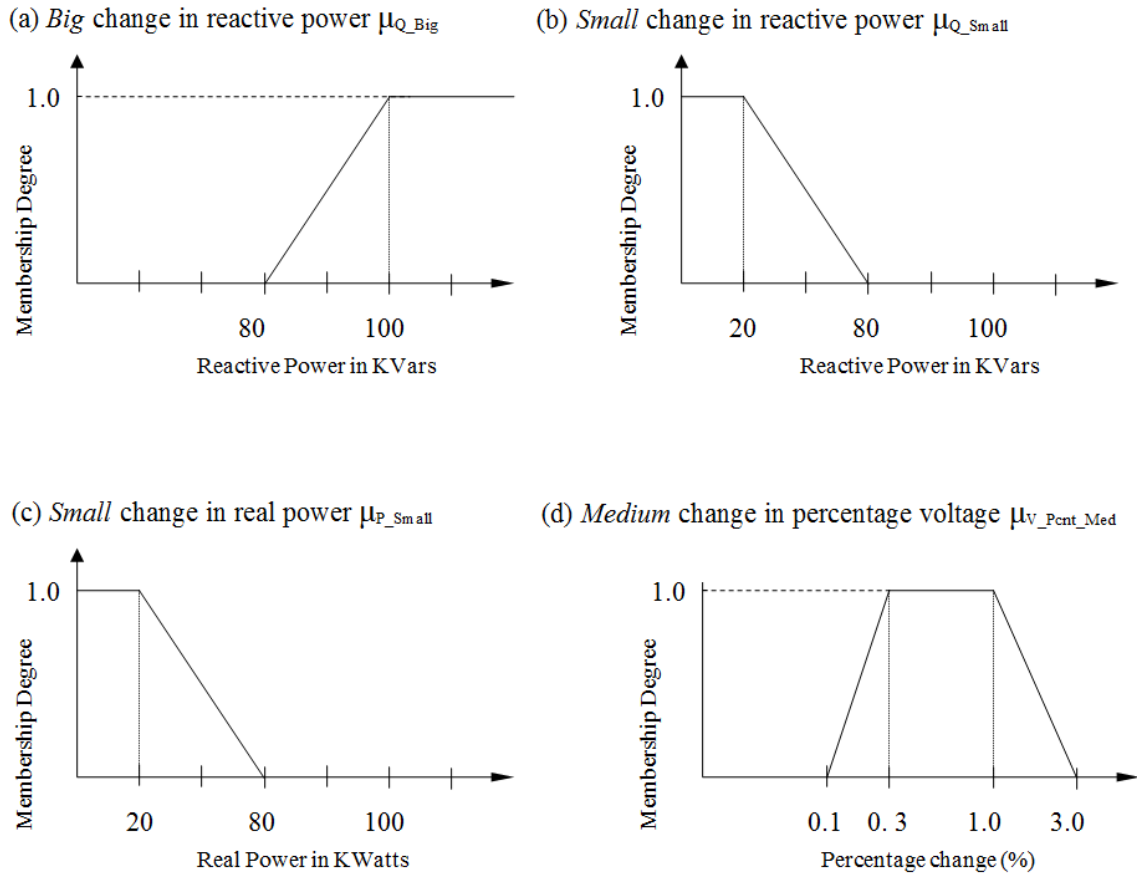 (a) Big change in reactive power μQ_Big
1.0
Membership Degree
80 100
Reactive Power in KVars
(b) Small change in reactive power μQ_Small
1.0
Membership Degree
20 80 100
Reactive Power in KVars
(c) Small change in real power μP_Small
1.0
Membership Degree
20 80 100
Real Power in KWatts
(d) Medium change in percentage voltage μV_Pcnt_Med
1.0
Membership Degree
0.1 0. 3 1.0 3.0
Percentage change (%)